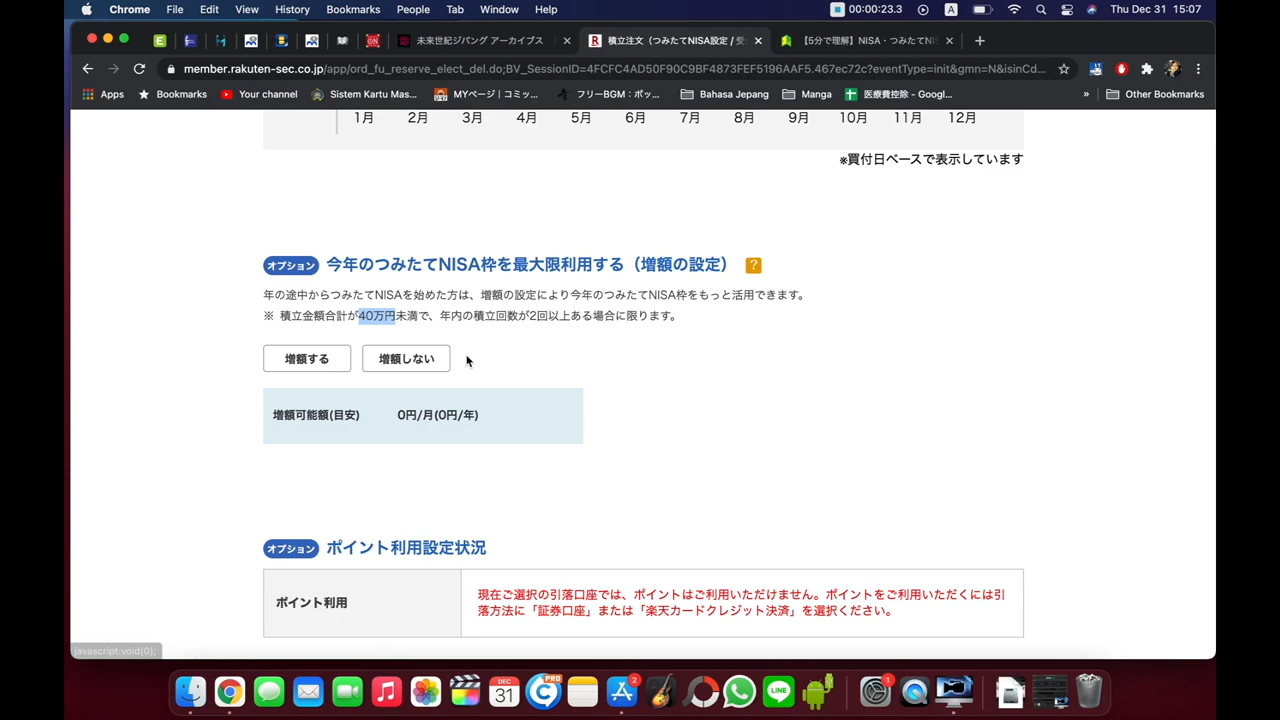 Chrome File Edit View History Bookmarks People Tab Window Help 00:00:23.3 A Thu Dec 31 15:07
未来世紀ジパング アーカイブス 積立注文（つみたてNISA設定 / 受 【5分で理解】NISA・つみたてNIS
member.rakuten-sec.co.jp/app/ord_fu_reserve_elect_del.do;BV_SessionID=4FCFC4AD50F90C9BF4873FEF5196AAF5.467ec72c?eventType=init&gmn=N&isinCd...
Apps Bookmarks Your channel Sistem Kartu Mas... MYページ｜コミッ... フリーBGM：ポッ... Bahasa Jepang Manga 医療費控除 - Googl... » Other Bookmarks
1月 2月 3月 4月 5月 6月 7月 8月 9月 10月 11月 12月
※買付日ベースで表示しています
オプション 今年のつみたてNISA枠を最大限利用する（増額の設定） ?
年の途中からつみたてNISAを始めた方は、増額の設定により今年のつみたてNISA枠をもっと活用できます。
※ 積立金額合計が40万円未満で、年内の積立回数が2回以上ある場合に限ります。
増額する 増額しない
増額可能額(目安) 0円/月(0円/年)
オプション ポイント利用設定状況
ポイント利用
現在ご選択の引落口座では、ポイントはご利用いただけません。ポイントをご利用いただくには引
落方法に「証券口座」または「楽天カードクレジット決済」を選択ください。
javascript:void(0);
DEC
31
PRO
2
LINE
1